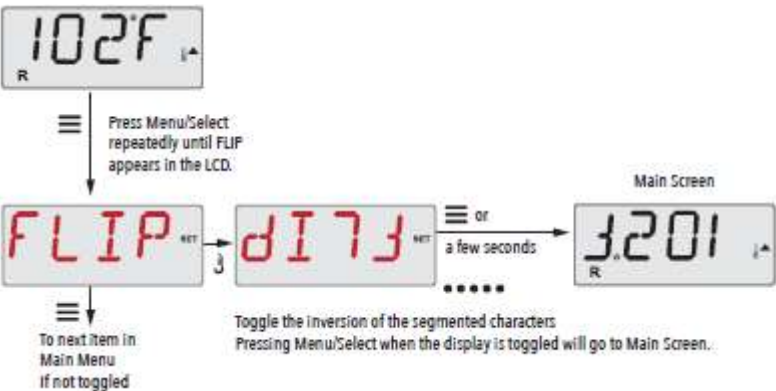 102°F
R
Press Menu/Select
repeatedly until FLIP
appears in the LCD.
Main Screen
FLIP SET
dI7J SET
or
a few seconds
J.201
R
To next item in
Main Menu
If not toggled
Toggle the inversion of the segmented characters
Pressing Menu/Select when the display is toggled will go to Main Screen.